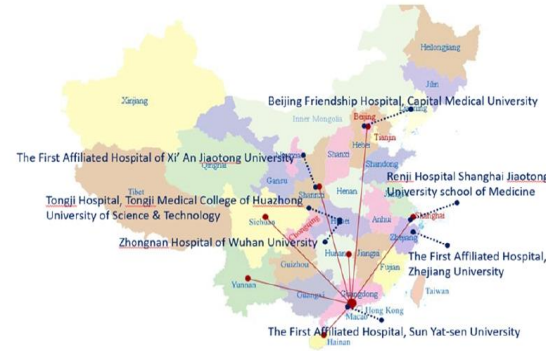 Heilongjiang
Jilin
Beijing Friendship Hospital, Capital Medical University
Xinjiang
Inner Mongolia
Beijing
Tianjin
Hebei
Shanxi
Shandong
The First Affiliated Hospital of Xi’ An Jiaotong University
Qinghai
Gansu
Renji Hospital Shanghai Jiaotong
University school of Medicine
Tibet
Shannxi
Henan
Tongji Hospital, Tongji Medical College of Huazhong
University of Science & Technology
Sichuan
Chongqing
Anhui
Shanghai
Zhongnan Hospital of Wuhan University
Zhejiang
The First Affiliated Hospital,
Zhejiang University
Hunan
Jiangxi
Guizhou
Fujian
Yunnan
Guangxi
Guangdong
Taiwan
Hong Kong
Macao
The First Affiliated Hospital, Sun Yat-sen University
Hainan